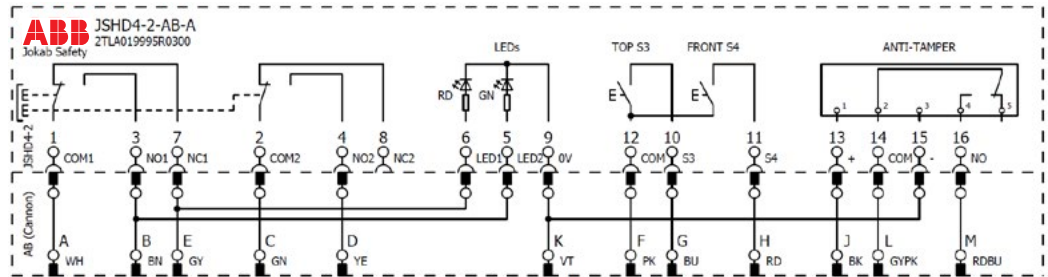 ABB JSHD4-2-AB-A
2TLA019995R0300
Jokab Safety
LEDs TOP S3 FRONT S4 ANTI-TAMPER
RD GN
E E E
1 2 3 4 5
JSHD4-2
1 3 7 2 4 8 6 5 9 12 10 11 13 14 15 16
COM1 NO1 NC1 COM2 NO2 NC2 LED1 LED2 0V COM S3 S4 + COM - NO
AB (Cannon)
A B E C D K F G H J L M
WH BN GY GN YE VT PK BU RD BK GYPK RDBU